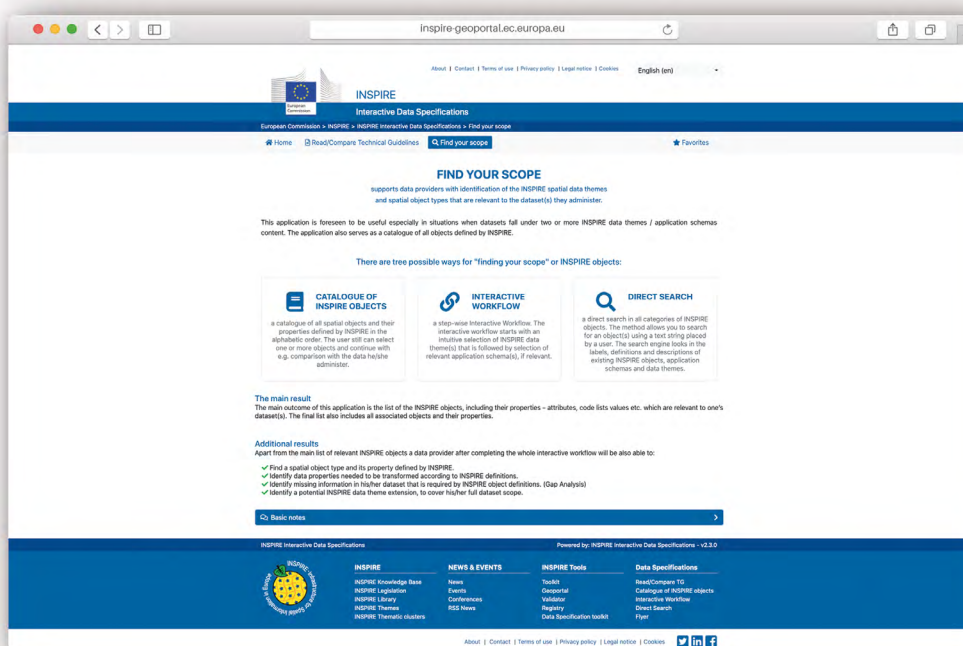 inspire-geoportal.ec.europa.eu
About | Contact | Terms of use | Privacy policy | Legal notice | Cookies
English (en)
European
Commission
INSPIRE
Interactive Data Specifications
European Commission > INSPIRE > INSPIRE Interactive Data Specifications > Find your scope
Home
Read/Compare Technical Guidelines
Find your scope
Favorites
FIND YOUR SCOPE
supports data providers with identification of the INSPIRE spatial data themes
and spatial object types that are relevant to the dataset(s) they administer.
This application is foreseen to be useful especially in situations when datasets fall under two or more INSPIRE data themes / application schemas
content. The application also serves as a catalogue of all objects defined by INSPIRE.
There are tree possible ways for "finding your scope" or INSPIRE objects:
CATALOGUE OF
INSPIRE OBJECTS
a catalogue of all spatial objects and their
properties defined by INSPIRE in the
alphabetic order. The user still can select
one or more objects and continue with
e.g. comparison with the data he/she
administer.
INTERACTIVE
WORKFLOW
a step-wise Interactive Workflow. The
interactive workflow starts with an
intuitive selection of INSPIRE data
theme(s) that is followed by selection of
relevant application schema(s), if relevant.
DIRECT SEARCH
a direct search in all categories of INSPIRE
objects. The method allows you to search
for an object(s) using a text string placed
by a user. The search engine looks in the
labels, definitions and descriptions of
existing INSPIRE objects, application
schemas and data themes.
The main result
The main outcome of this application is the list of the INSPIRE objects, including their properties – attributes, code lists values etc. which are relevant to one's
dataset(s). The final list also includes all associated objects and their properties.
Additional results
Apart from the main list of relevant INSPIRE objects a data provider after completing the whole interactive workflow will be also able to:
Find a spatial object type and its property defined by INSPIRE.
Identify data properties needed to be transformed according to INSPIRE definitions.
Identify missing information in his/her dataset that is required by INSPIRE object definitions. (Gap Analysis)
Identify a potential INSPIRE data theme extension, to cover his/her full dataset scope.
Basic notes
INSPIRE Interactive Data Specifications
Powered by: INSPIRE Interactive Data Specifications - v2.3.0
INSPIRE
Infrastructure for Spatial Information in Europe
INSPIRE
INSPIRE Knowledge Base
INSPIRE Legislation
INSPIRE Library
INSPIRE Themes
INSPIRE Thematic clusters
NEWS & EVENTS
News
Events
Conferences
RSS News
INSPIRE Tools
Toolkit
Geoportal
Validator
Registry
Data Specification toolkit
Data Specifications
Read/Compare TG
Catalogue of INSPIRE objects
Interactive Workflow
Direct Search
Flyer
About | Contact | Terms of use | Privacy policy | Legal notice | Cookies